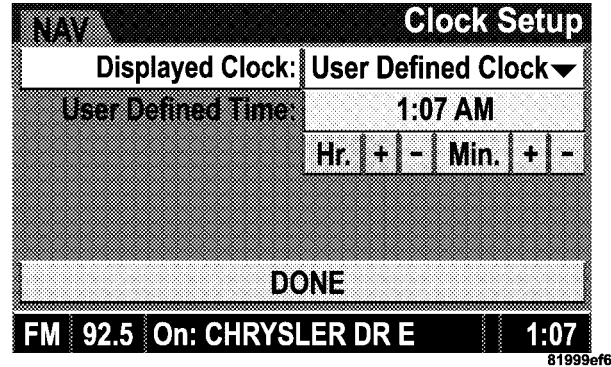 NAV Clock Setup
Displayed Clock: User Defined Clock
User Defined Time: 1:07 AM
Hr. + - Min. + -
DONE
FM 92.5 On: CHRYSLER DR E 1:07
81999ef6